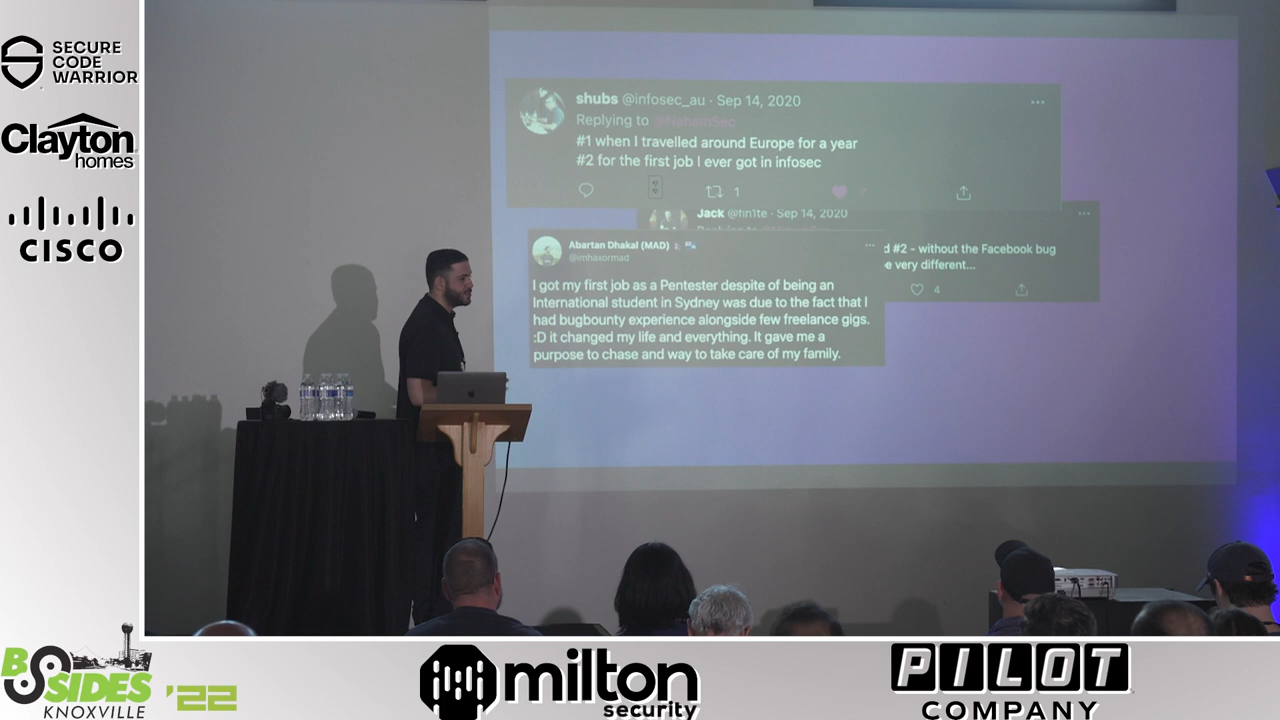 SECURE
CODE
WARRIOR
Clayton
homes
CISCO
shubs @infosec_au · Sep 14, 2020
Replying to @NahamSec
#1 when I travelled around Europe for a year
#2 for the first job I ever got in infosec
1
Jack @fin1te · Sep 14, 2020
d #2 - without the Facebook bug
e very different...
4
Abartan Dhakal (MAD)
@imhaxormad
I got my first job as a Pentester despite of being an
International student in Sydney was due to the fact that I
had bugbounty experience alongside few freelance gigs.
:D it changed my life and everything. It gave me a
purpose to chase and way to take care of my family.
BSIDES '22
KNOXVILLE
milton
security
PILOT
COMPANY